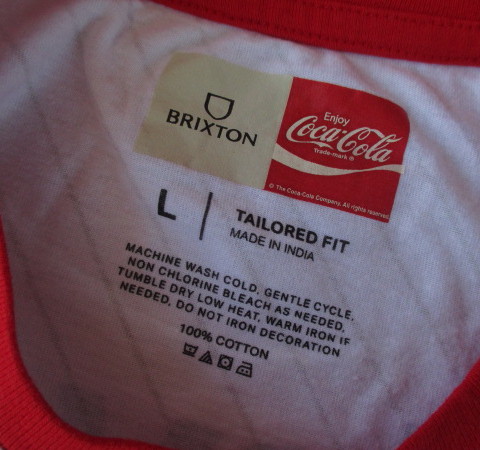 BRIXTON
Enjoy
Coca-Cola
Trade-mark ®
© The Coca-Cola Company. All rights reserved.
L
TAILORED FIT
MADE IN INDIA
MACHINE WASH COLD, GENTLE CYCLE,
NON CHLORINE BLEACH AS NEEDED,
TUMBLE DRY LOW HEAT, WARM IRON IF
NEEDED, DO NOT IRON DECORATION
100% COTTON